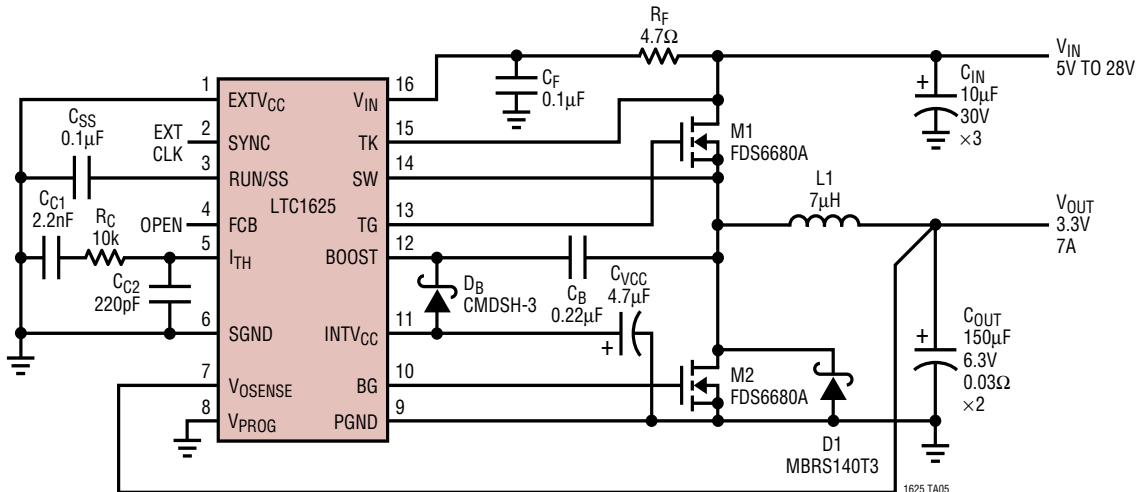 RF
4.7Ω
VIN
5V TO 28V
CF
0.1µF
CIN
10µF
30V
×3
+
1
EXTVCC
VIN
16
CSS
0.1µF
EXT
CLK
2
SYNC
TK
15
M1
FDS6680A
3
RUN/SS
SW
14
LTC1625
CC1
2.2nF
RC
10k
OPEN
4
FCB
TG
13
L1
7µH
VOUT
3.3V
7A
5
ITH
BOOST
12
CC2
220pF
DB
CMDSH-3
CB
0.22µF
CVCC
4.7µF
+
6
SGND
INTVCC
11
COUT
150µF
6.3V
0.03Ω
×2
+
7
VOSENSE
BG
10
M2
FDS6680A
8
VPROG
PGND
9
D1
MBRS140T3
1625 TA05